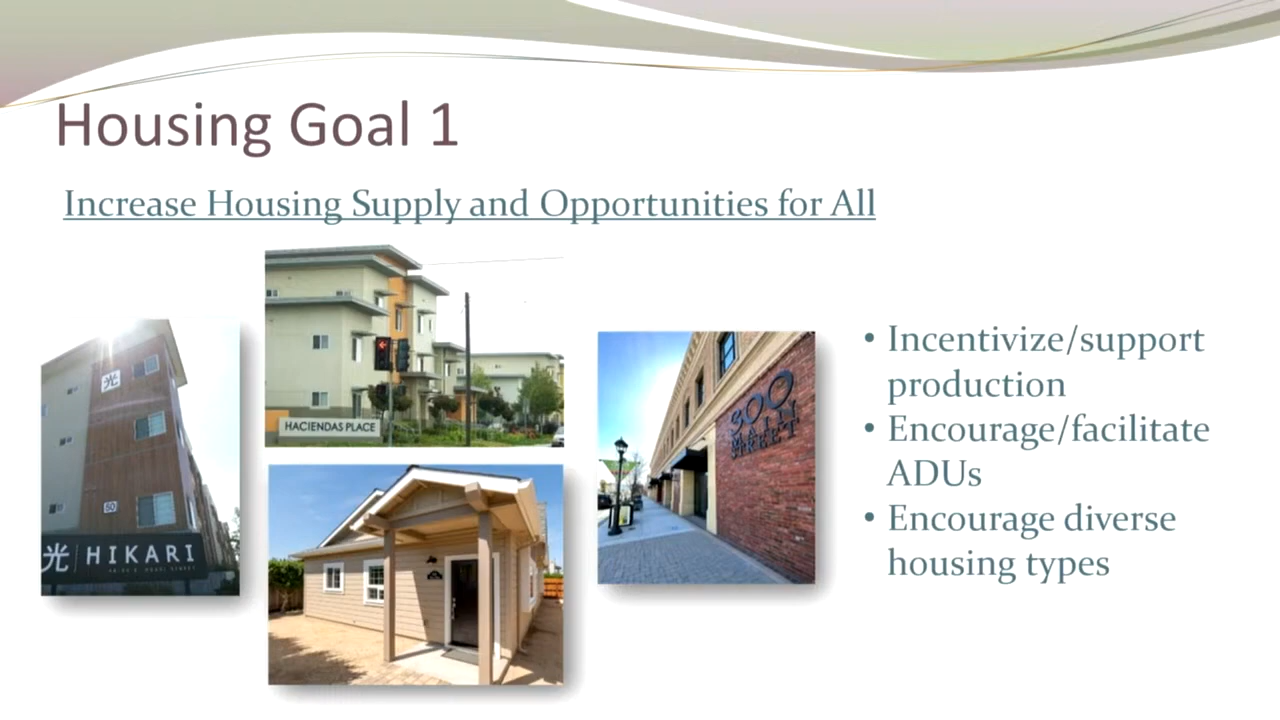 Housing Goal 1
Increase Housing Supply and Opportunities for All
光
50
光 HIKARI
HACIENDAS PLACE
300
MAIN
STREET
• Incentivize/support
production
• Encourage/facilitate
ADUs
• Encourage diverse
housing types